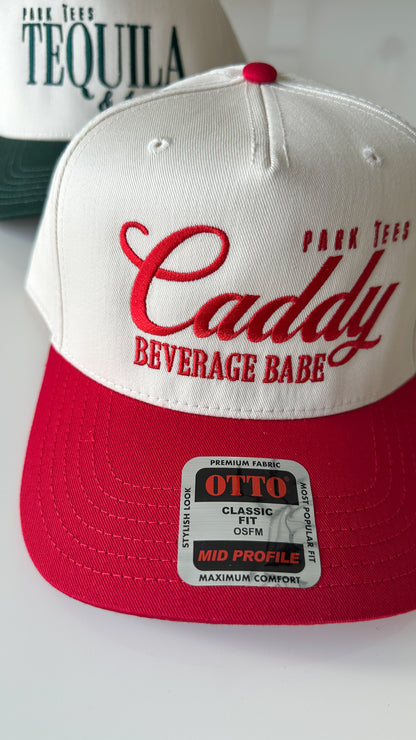 PARK TEES
TEQUILA
&
PARK TEES
Caddy
BEVERAGE BABE
PREMIUM FABRIC
STYLISH LOOK
OTTO
CLASSIC
FIT
OSFM
MID PROFILE
MOST POPULAR FIT
MAXIMUM COMFORT